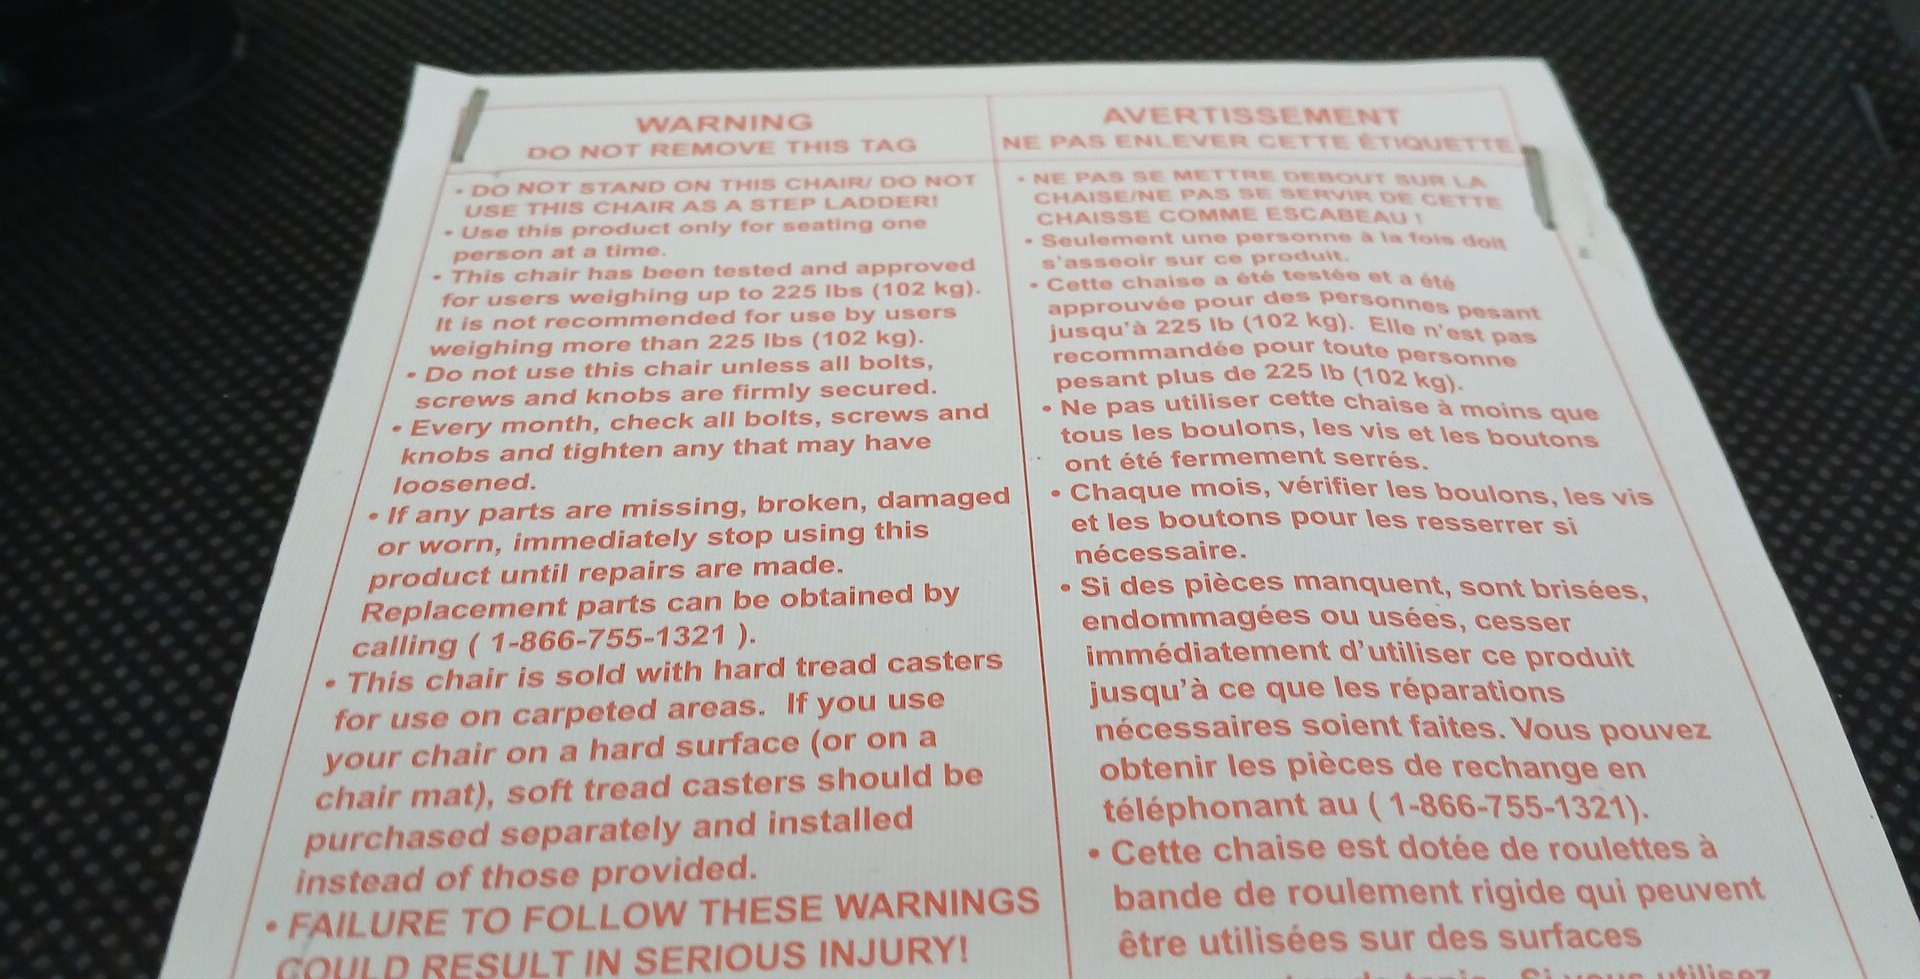 WARNING
DO NOT REMOVE THIS TAG
• DO NOT STAND ON THIS CHAIR/ DO NOT
USE THIS CHAIR AS A STEP LADDER!
• Use this product only for seating one
person at a time.
• This chair has been tested and approved
for users weighing up to 225 lbs (102 kg).
It is not recommended for use by users
weighing more than 225 lbs (102 kg).
• Do not use this chair unless all bolts,
screws and knobs are firmly secured.
• Every month, check all bolts, screws and
knobs and tighten any that may have
loosened.
• If any parts are missing, broken, damaged
or worn, immediately stop using this
product until repairs are made.
Replacement parts can be obtained by
calling ( 1-866-755-1321 ).
• This chair is sold with hard tread casters
for use on carpeted areas. If you use
your chair on a hard surface (or on a
chair mat), soft tread casters should be
purchased separately and installed
instead of those provided.
• FAILURE TO FOLLOW THESE WARNINGS
COULD RESULT IN SERIOUS INJURY!
AVERTISSEMENT
NE PAS ENLEVER CETTE ÉTIQUETTE
• NE PAS SE METTRE DEBOUT SUR LA
CHAISE/NE PAS SE SERVIR DE CETTE
CHAISSE COMME ESCABEAU !
• Seulement une personne à la fois doit
s'asseoir sur ce produit.
• Cette chaise a été testée et a été
approuvée pour des personnes pesant
jusqu'à 225 lb (102 kg). Elle n'est pas
recommandée pour toute personne
pesant plus de 225 lb (102 kg).
• Ne pas utiliser cette chaise à moins que
tous les boulons, les vis et les boutons
ont été fermement serrés.
• Chaque mois, vérifier les boulons, les vis
et les boutons pour les resserrer si
nécessaire.
• Si des pièces manquent, sont brisées,
endommagées ou usées, cesser
immédiatement d'utiliser ce produit
jusqu'à ce que les réparations
nécessaires soient faites. Vous pouvez
obtenir les pièces de rechange en
téléphonant au ( 1-866-755-1321).
• Cette chaise est dotée de roulettes à
bande de roulement rigide qui peuvent
être utilisées sur des surfaces